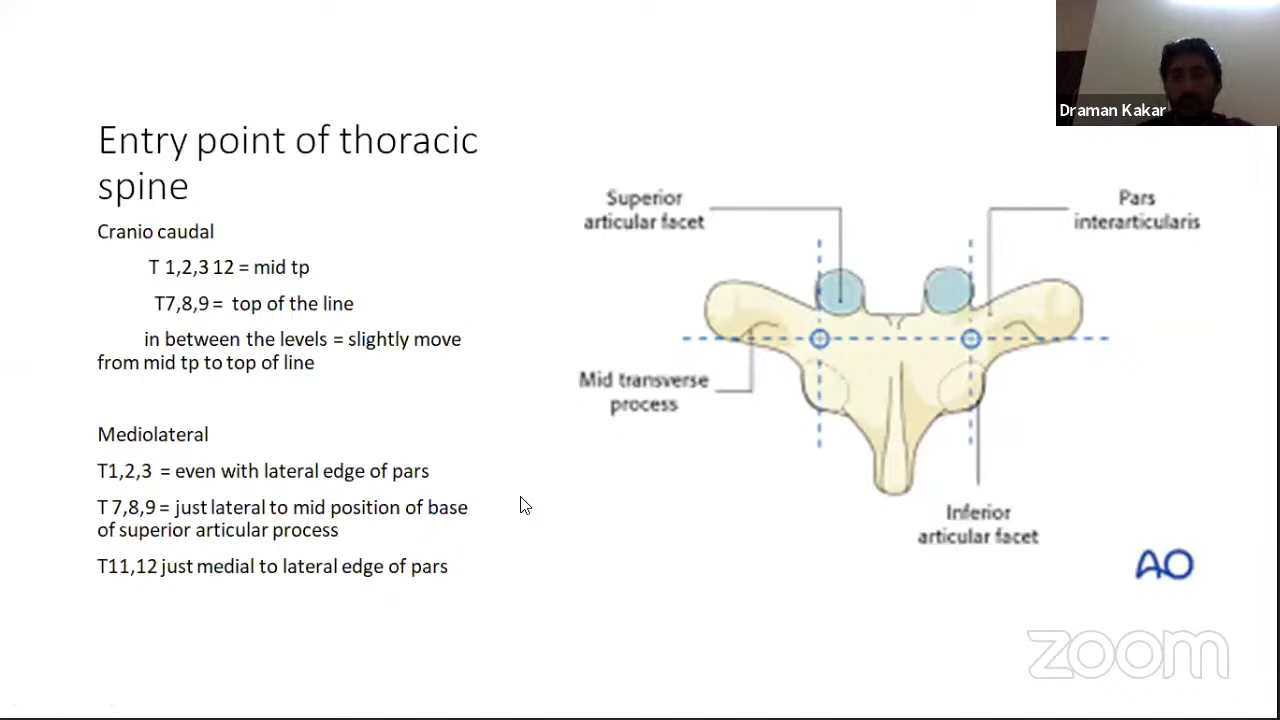 Draman Kakar
Entry point of thoracic
spine
Cranio caudal
T 1,2,3 12 = mid tp
T7,8,9 = top of the line
in between the levels = slightly move
from mid tp to top of line
Mediolateral
T1,2,3 = even with lateral edge of pars
T 7,8,9 = just lateral to mid position of base
of superior articular process
T11,12 just medial to lateral edge of pars
Superior
articular facet
Pars
interarticularis
Mid transverse
process
Inferior
articular facet
AO
zoom